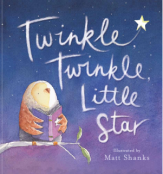 Twinkle
Twinkle,
Little
Star
Illustrated by
Matt Shanks